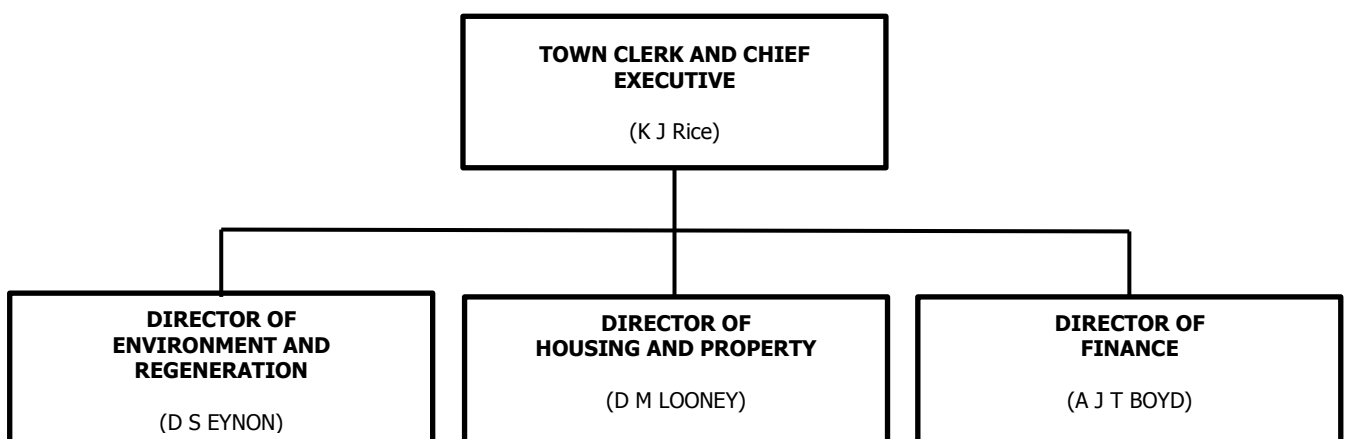 TOWN CLERK AND CHIEF
EXECUTIVE
(K J Rice)
DIRECTOR OF
ENVIRONMENT AND
REGENERATION
(D S EYNON)
DIRECTOR OF
HOUSING AND PROPERTY
(D M LOONEY)
DIRECTOR OF
FINANCE
(A J T BOYD)